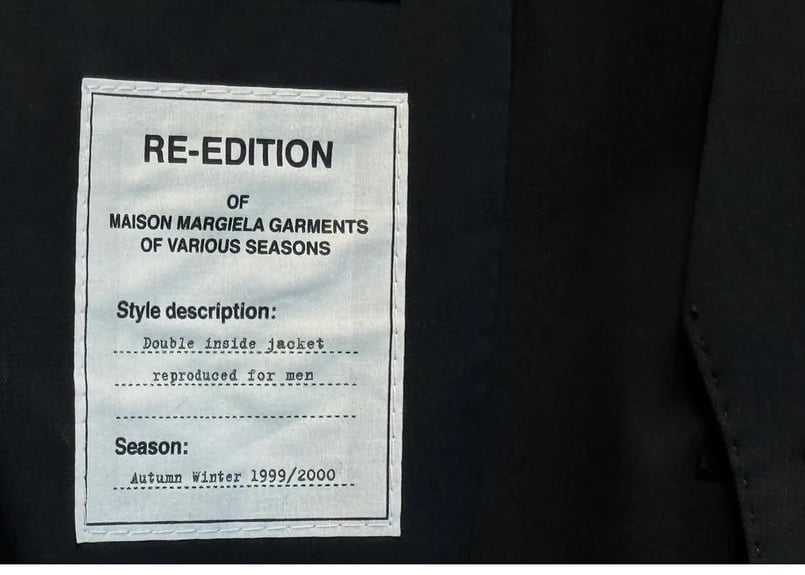 RE-EDITION
OF
MAISON MARGIELA GARMENTS
OF VARIOUS SEASONS
Style description:
Double inside jacket
reproduced for men
Season:
Autumn Winter 1999/2000